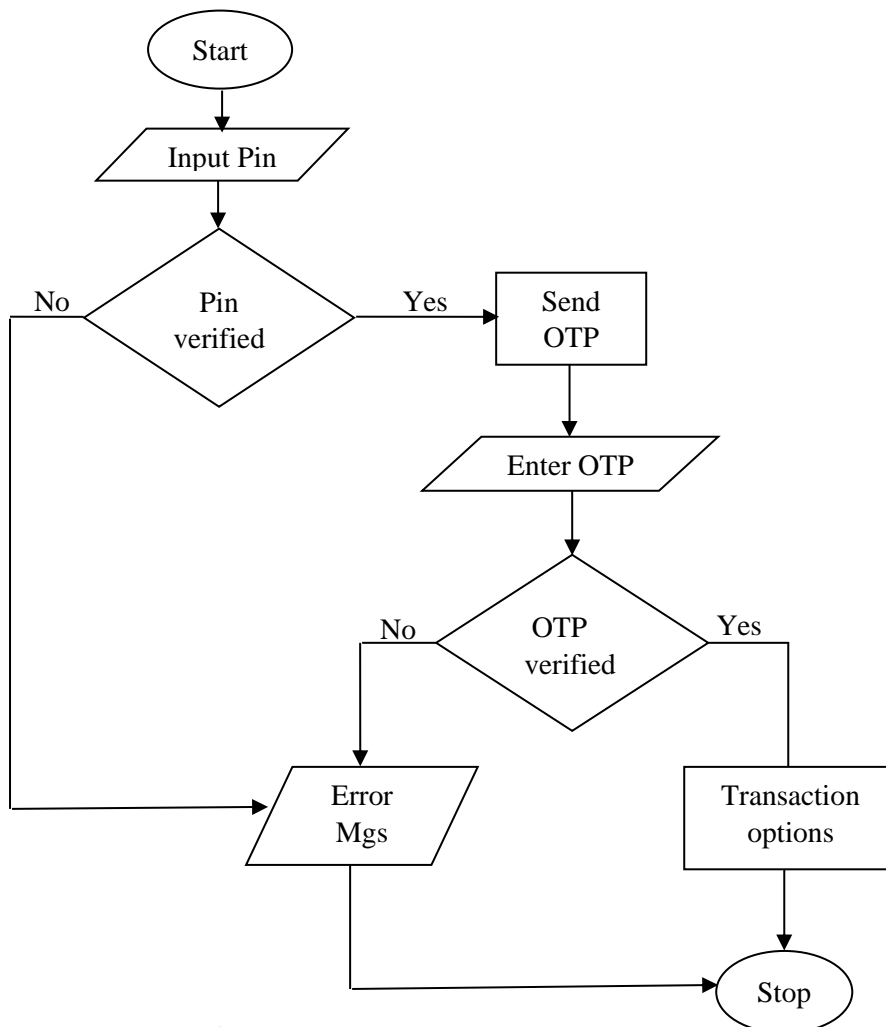 Start
Input Pin
No
Pin
verified
Yes
Send
OTP
Enter OTP
No
OTP
verified
Yes
Error
Mgs
Transaction
options
Stop